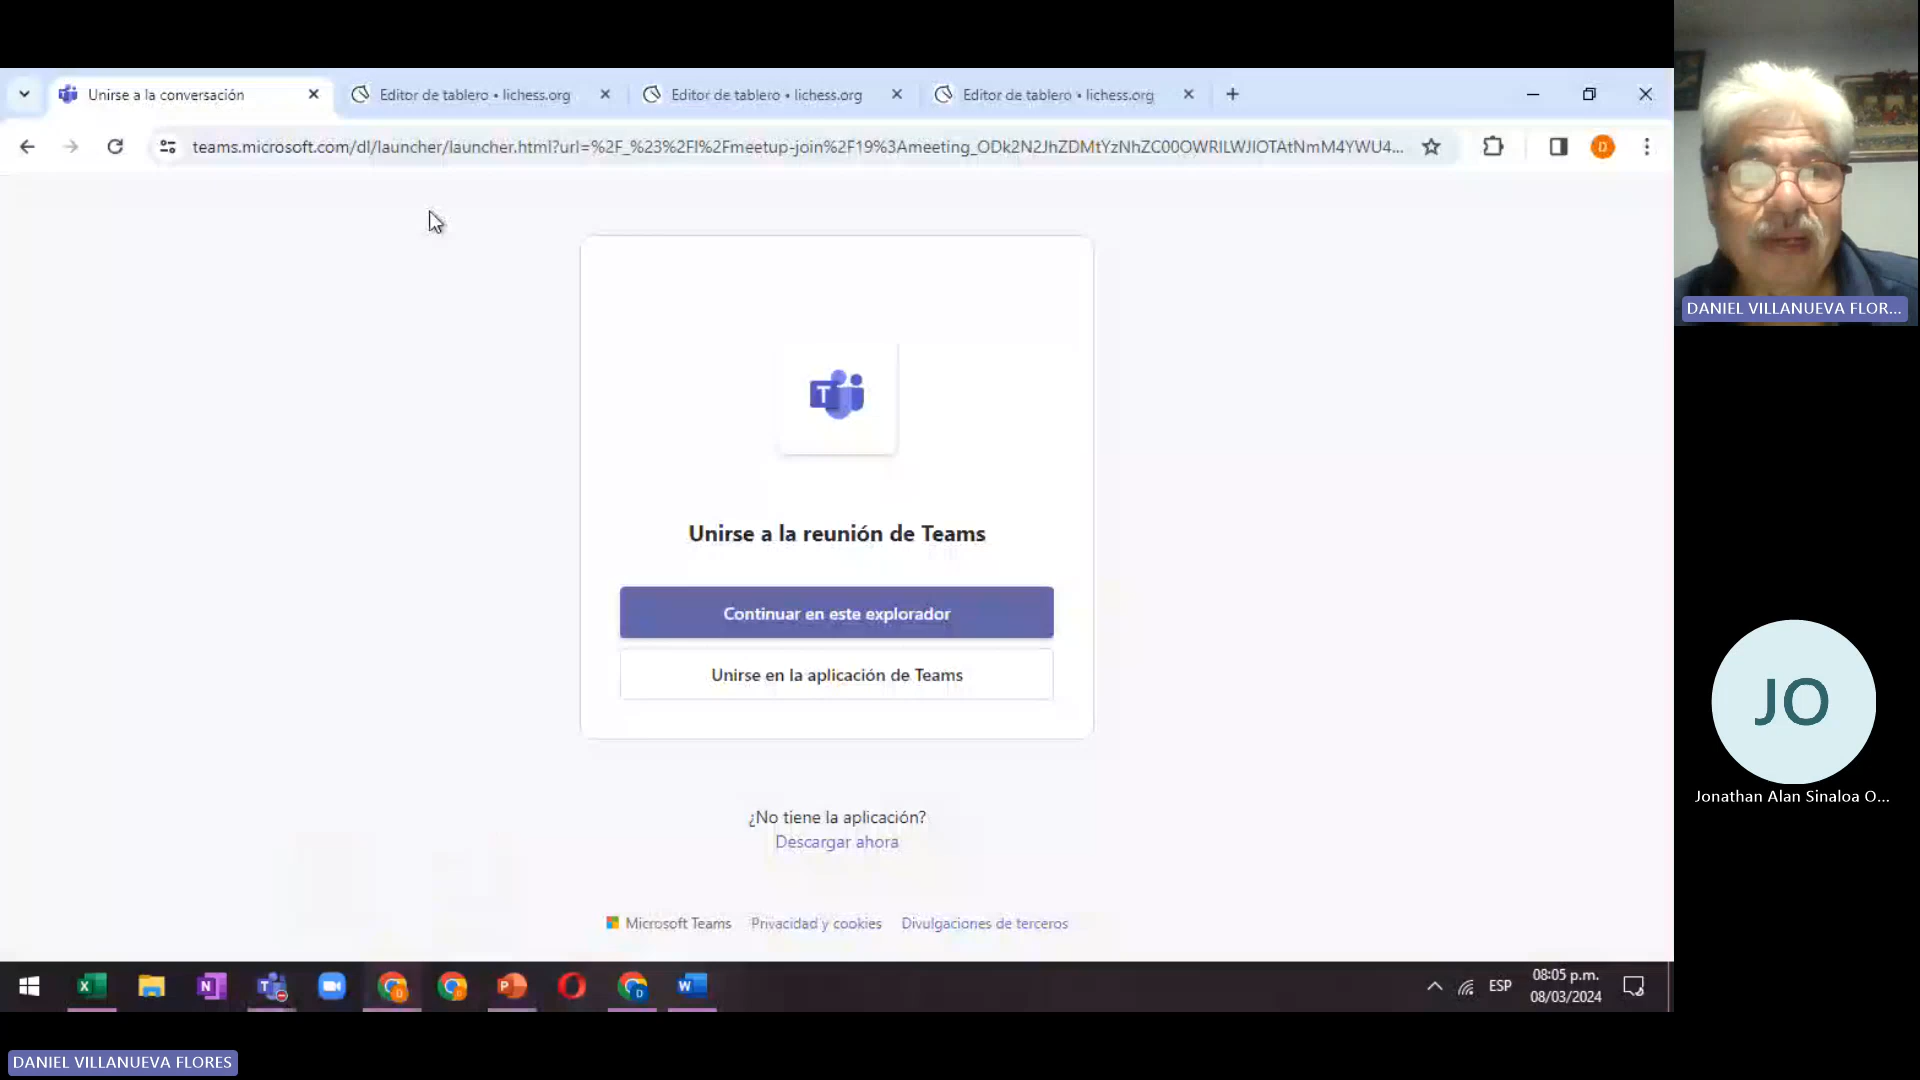 Unirse a la conversación
Editor de tablero • lichess.org
Editor de tablero • lichess.org
Editor de tablero • lichess.org
teams.microsoft.com/dl/launcher/launcher.html?url=%2F_%23%2Fl%2Fmeetup-join%2F19%3Ameeting_ODk2N2JhZDMtYzNhZC00OWRlLWJlOTAtNmM4YWU4...
D
DANIEL VILLANUEVA FLOR...
T
Unirse a la reunión de Teams
Continuar en este explorador
Unirse en la aplicación de Teams
JO
Jonathan Alan Sinaloa O...
¿No tiene la aplicación?
Descargar ahora
Microsoft Teams Privacidad y cookies Divulgaciones de terceros
X N T D P D W
ESP
08:05 p.m.
08/03/2024
DANIEL VILLANUEVA FLORES